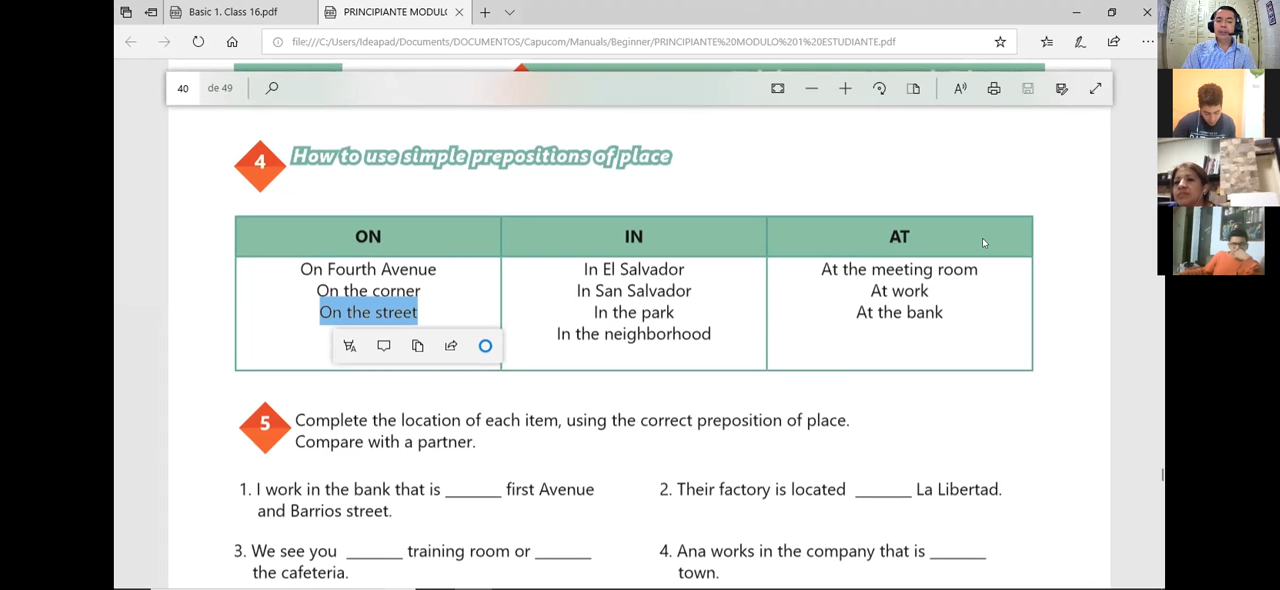 Basic 1. Class 16.pdf
PRINCIPIANTE MODULO
file:///C:/Users/Ideapad/Documents/DOCUMENTOS/Capucom/Manuals/Beginner/PRINCIPIANTE%20MODULO%201%20ESTUDIANTE.pdf
40 de 49
4 How to use simple prepositions of place
ON IN AT
On Fourth Avenue In El Salvador At the meeting room
On the corner In San Salvador At work
On the street In the park At the bank
In the neighborhood
5 Complete the location of each item, using the correct preposition of place.
Compare with a partner.
1. I work in the bank that is ______ first Avenue 2. Their factory is located ______ La Libertad.
and Barrios street.
3. We see you ______ training room or ______ 4. Ana works in the company that is ______
the cafeteria. town.